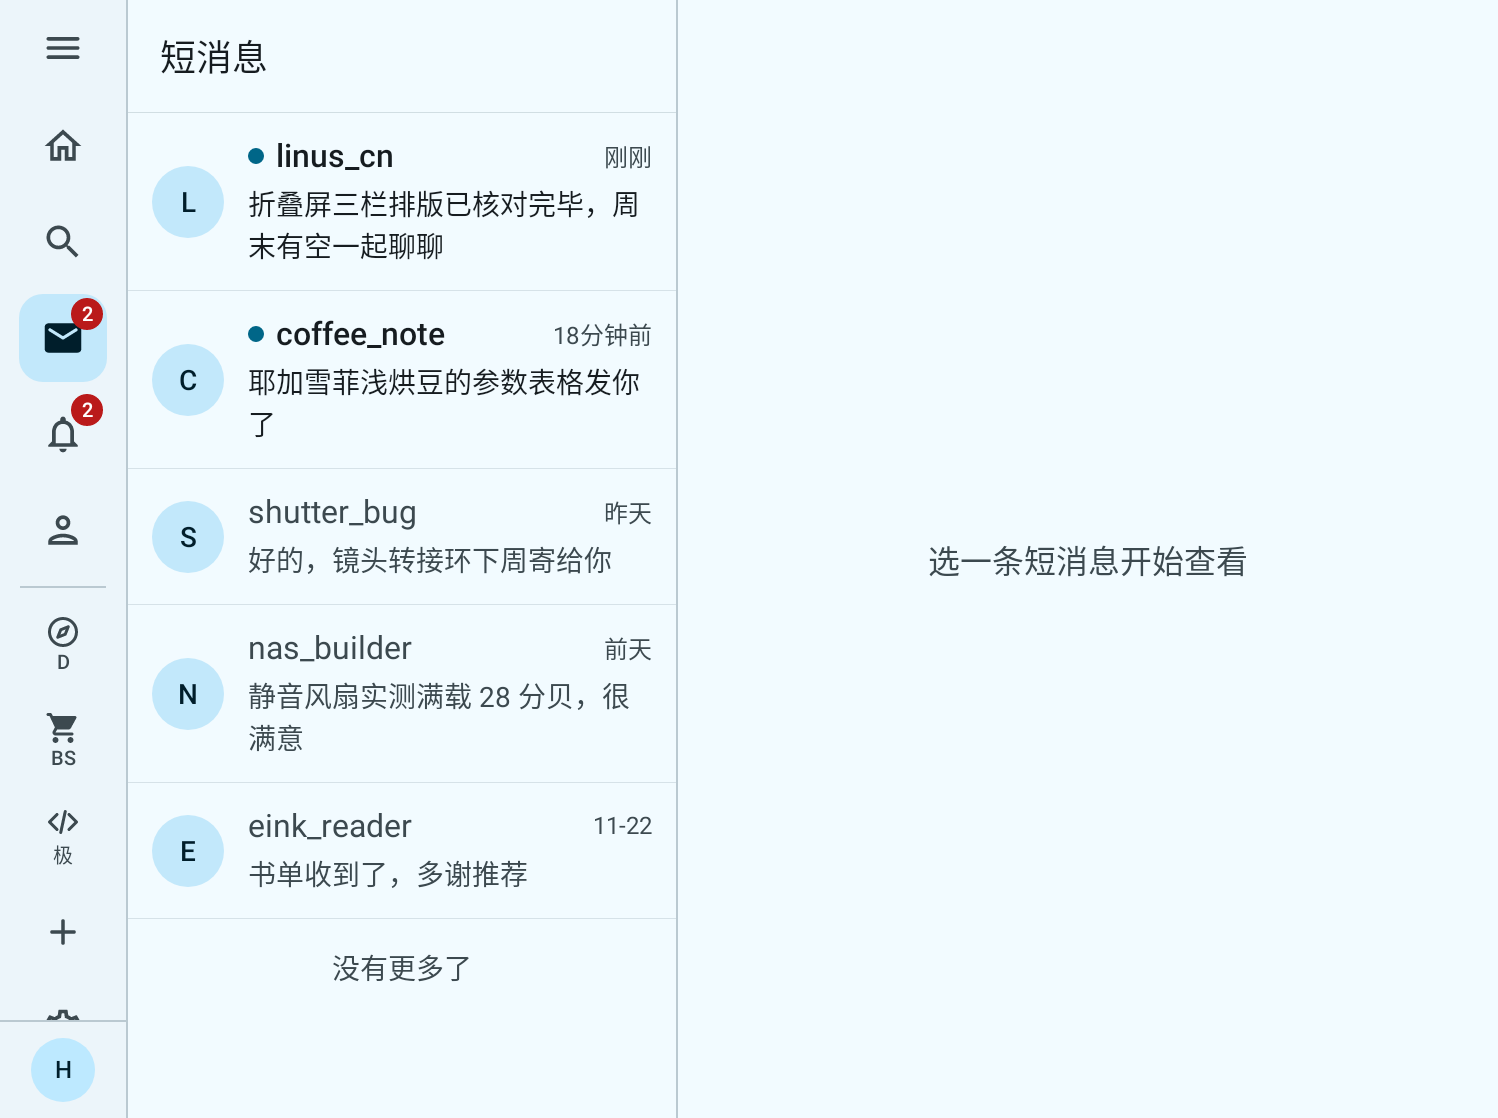 2
2
D
BS
极
H
短消息
L
linus_cn
刚刚
折叠屏三栏排版已核对完毕，周
末有空一起聊聊
C
coffee_note
18分钟前
耶加雪菲浅烘豆的参数表格发你
了
S
shutter_bug
昨天
好的，镜头转接环下周寄给你
N
nas_builder
前天
静音风扇实测满载 28 分贝，很
满意
E
eink_reader
11-22
书单收到了，多谢推荐
没有更多了
选一条短消息开始查看